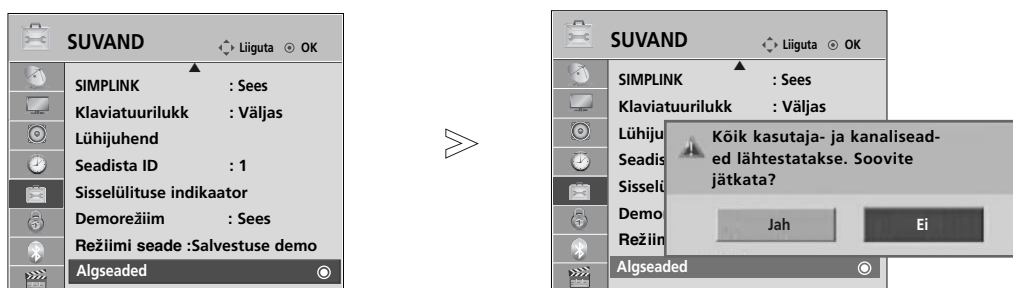 SUVAND Liiguta OK
SIMPLINK : Sees
Klaviatuurilukk : Väljas
Lühijuhend
Seadista ID : 1
Sisselülituse indikaator
Demorežiim : Sees
Režiimi seade :Salvestuse demo
Algseaded
SUVAND Liiguta OK
SIMPLINK : Sees
Klaviatuurilukk : Väljas
Lühiju
Seadis
Sisselü
Demo
Režiin
Algseaded
Kõik kasutaja- ja kanalisead-
ed lähtestatakse. Soovite
jätkata?
Jah Ei